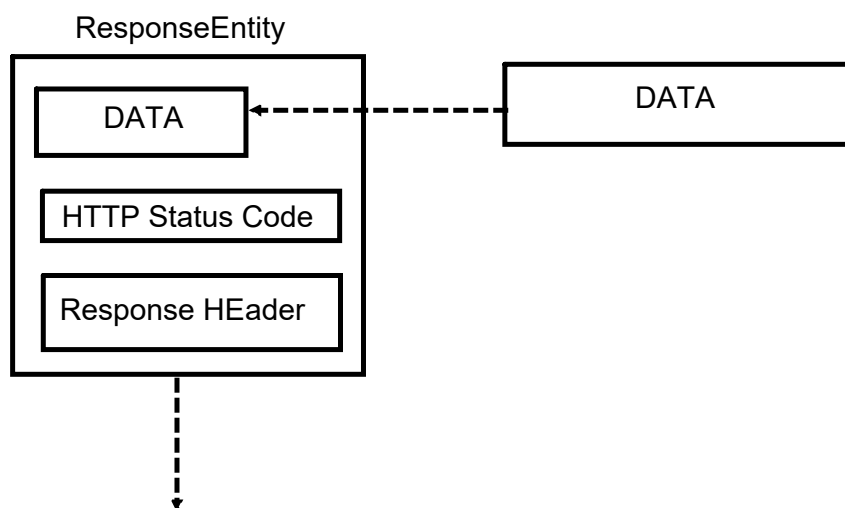 ResponseEntity
DATA
DATA
HTTP Status Code
Response HEader